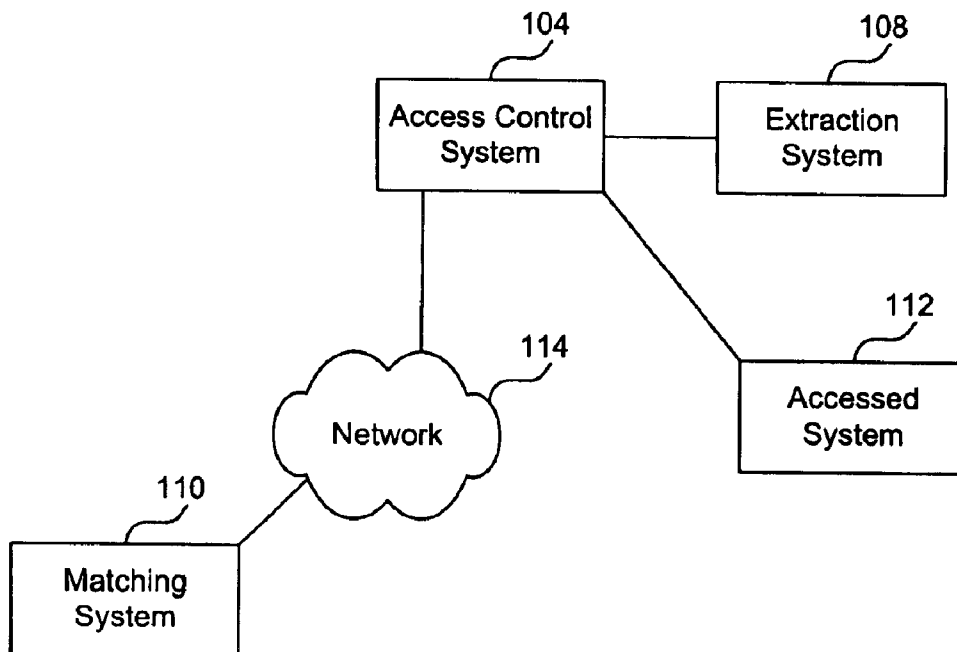 104
108
Access Control
System
Extraction
System
112
114
Accessed
System
Network
110
Matching
System